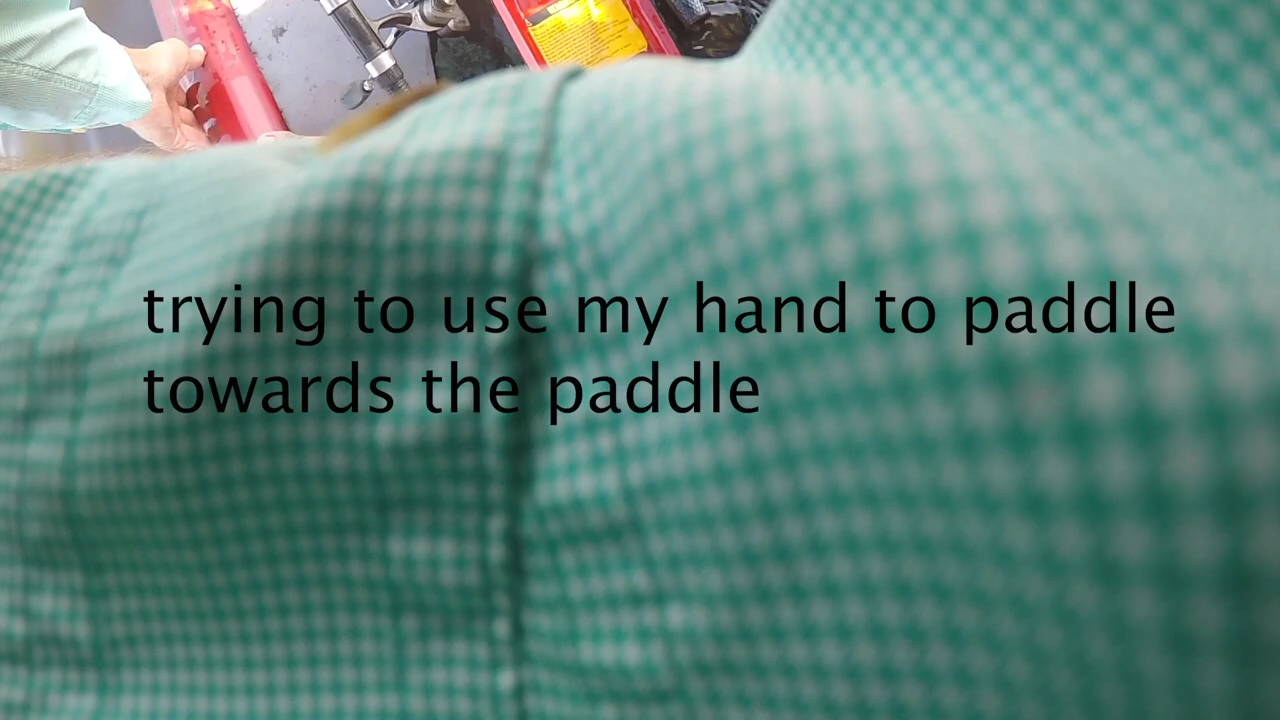 trying to use my hand to paddle
towards the paddle